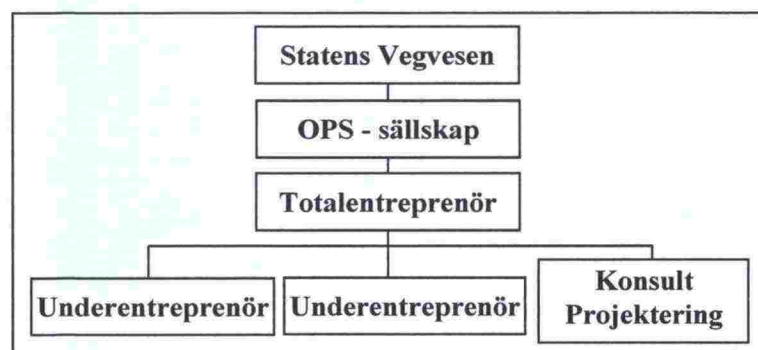 Statens Vegvesen
OPS - sällskap
Totalentreprenör
Underentreprenör
Underentreprenör
Konsult
Projektering